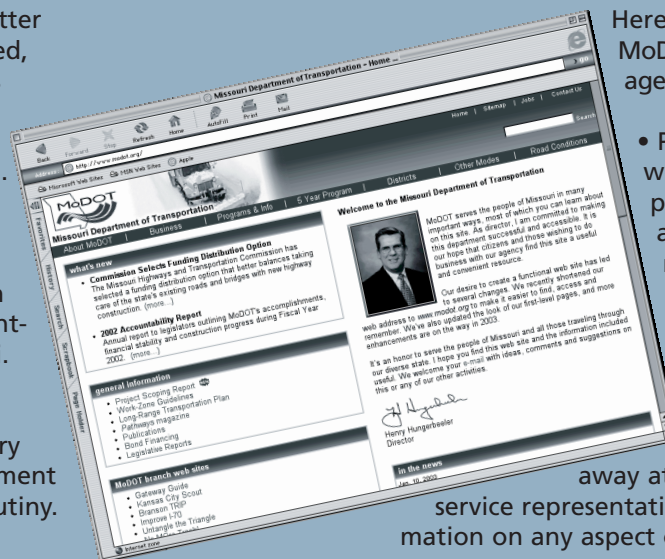 tter
ed,
nt-
ry
ment
utiny.
Missouri Department of Transportation - Home ...
Back
Forward
Stop
Refresh
Home
AutoFill
Print
Mail
Address
http://www.modot.org/
go
Microsoft Web Sites
MSN Web Sites
Apple
Favorites
History
Search
Scrapbook
Page Holder
Home | Sitemap | Jobs | Contact Us
Search
MoDOT
Missouri Department of Transportation
About MoDOT | Business | Programs & Info | 5 Year Program | Districts | Other Modes | Road Conditions
what's new
• Commission Selects Funding Distribution Option
The Missouri Highways and Transportation Commission has
selected a funding distribution option that better balances taking
care of the state's existing roads and bridges with new highway
construction. (more...)
• 2002 Accountability Report
Annual report to legislators outlining MoDOT's accomplishments,
financial stability and construction progress during Fiscal Year
2002. (more...)
general information
• Project Scoping Report
• Work-Zone Guidelines
• Long-Range Transportation Plan
• Pathways magazine
• Publications
• Bond Financing
• Legislative Reports
MoDOT branch web sites
• Gateway Guide
• Kansas City Scout
• Branson TRIP
• Improve I-70
• Untangle the Triangle
Internet zone
Welcome to the Missouri Department of Transportation
MoDOT serves the people of Missouri in many
important ways, most of which you can learn about
on this site. As director, I am committed to making
this department successful and accessible. It is
our hope that citizens and those wishing to do
business with our agency find this site a useful
and convenient resource.
Our desire to create a functional web site has led
to several changes. We recently shortened our
web address to www.modot.org to make it easier to find, access and
remember. We've also updated the look of our first-level pages, and more
enhancements are on the way in 2003.
It's an honor to serve the people of Missouri and all those traveling through
our diverse state. I hope you find this web site and the information included
useful. We welcome your e-mail with ideas, comments and suggestions on
this or any of our other activities.
Henry Hungerbeeler
Director
in the news
Jan. 10, 2003
Here
MoD
age
•
w
p
a
away at
service representati
mation on any aspect